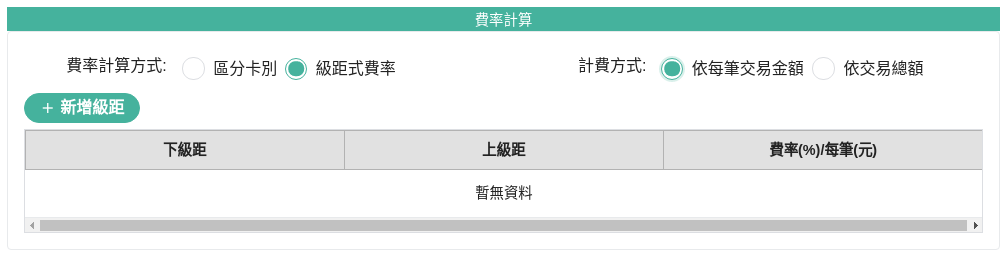 費率計算
費率計算方式: 區分卡別 級距式費率 計費方式: 依每筆交易金額 依交易總額
+ 新增級距
下級距 上級距 費率(%)/每筆(元)
暫無資料